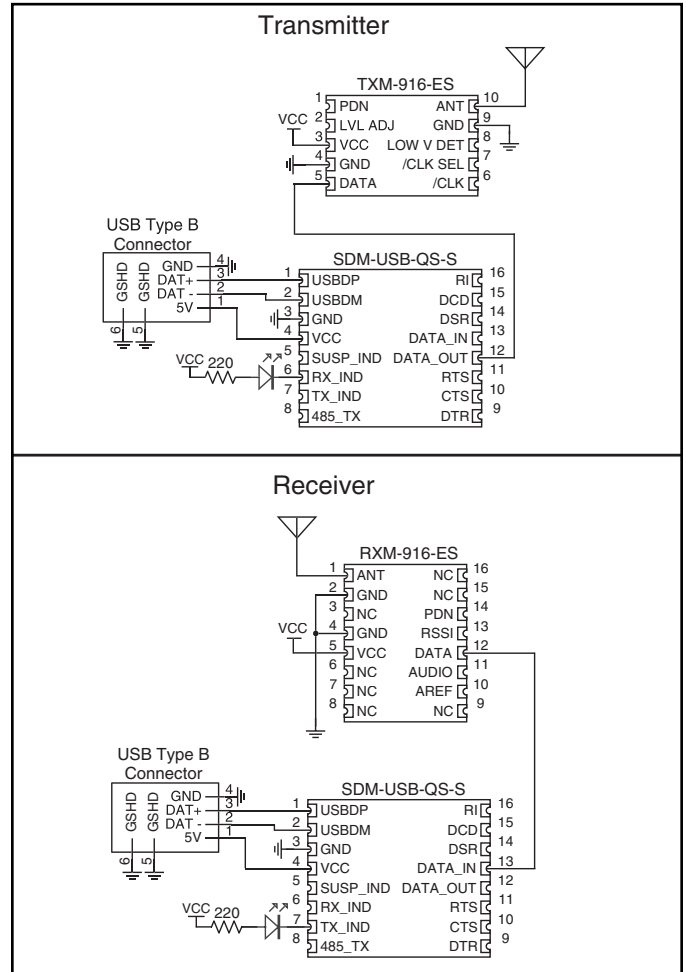 Transmitter
TXM-916-ES
1 PDN ANT 10
2 LVL ADJ GND 9
VCC 3 VCC LOW V DET 8
4 GND /CLK SEL 7
5 DATA /CLK 6
USB Type B
Connector
GSHD GSHD
GND 4
DAT+ 3
DAT - 2
5V 1
6 5
SDM-USB-QS-S
1 USBDP RI 16
2 USBDM DCD 15
3 GND DSR 14
4 VCC DATA_IN 13
5 SUSP_IND DATA_OUT 12
VCC 220 6 RX_IND RTS 11
7 TX_IND CTS 10
8 485_TX DTR 9
Receiver
RXM-916-ES
1 ANT NC 16
2 GND NC 15
3 NC PDN 14
VCC 4 GND RSSI 13
5 VCC DATA 12
6 NC AUDIO 11
7 NC AREF 10
8 NC NC 9
USB Type B
Connector
GSHD GSHD
GND 4
DAT+ 3
DAT - 2
5V 1
6 5
SDM-USB-QS-S
1 USBDP RI 16
2 USBDM DCD 15
3 GND DSR 14
4 VCC DATA_IN 13
5 SUSP_IND DATA_OUT 12
6 RX_IND RTS 11
VCC 220 7 TX_IND CTS 10
8 485_TX DTR 9